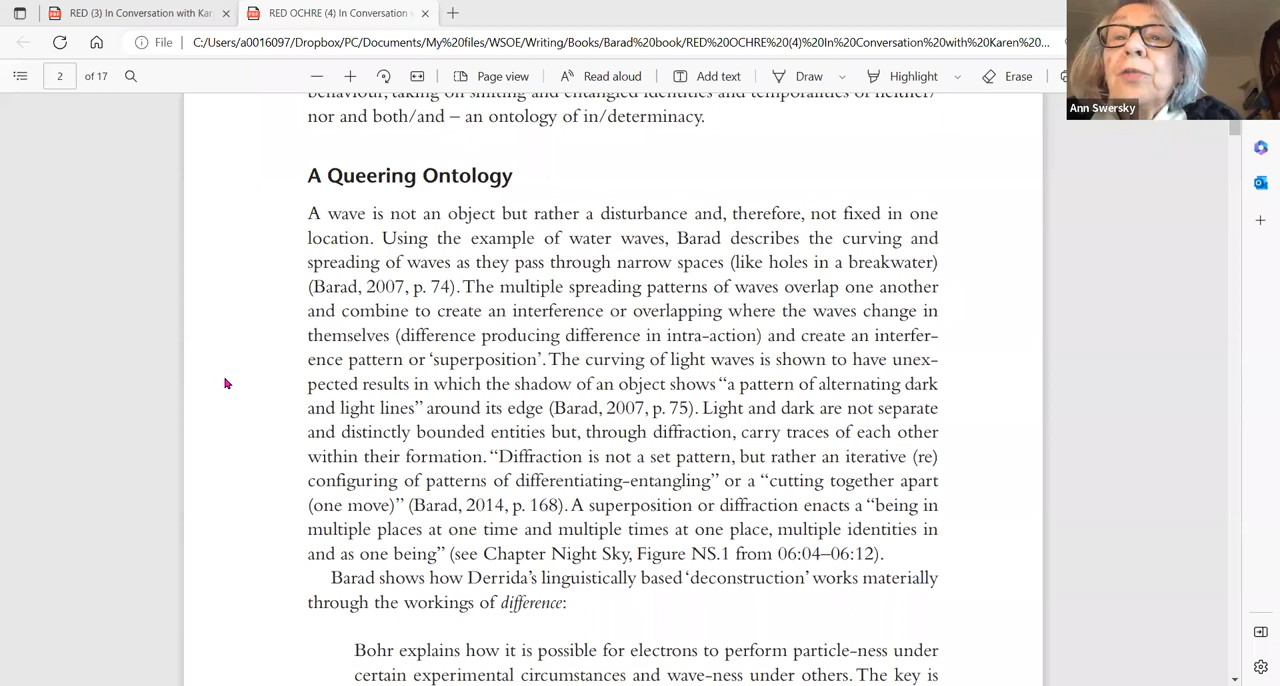 RED (3) In Conversation with Kar
RED OCHRE (4) In Conversation
File
C:/Users/a0016097/Dropbox/PC/Documents/My%20files/WSOE/Writing/Books/Barad%20book/RED%20OCHRE%20(4)%20In%20Conversation%20with%20Karen%20...
2 of 17
Page view
Read aloud
Add text
Draw
Highlight
Erase
Ann Swersky
behaviour, taking on shifting and entangled identities and temporalities of neither/
nor and both/and – an ontology of in/determinacy.
A Queering Ontology
A wave is not an object but rather a disturbance and, therefore, not fixed in one
location. Using the example of water waves, Barad describes the curving and
spreading of waves as they pass through narrow spaces (like holes in a breakwater)
(Barad, 2007, p. 74). The multiple spreading patterns of waves overlap one another
and combine to create an interference or overlapping where the waves change in
themselves (difference producing difference in intra-action) and create an interfer-
ence pattern or ‘superposition’. The curving of light waves is shown to have unex-
pected results in which the shadow of an object shows “a pattern of alternating dark
and light lines” around its edge (Barad, 2007, p. 75). Light and dark are not separate
and distinctly bounded entities but, through diffraction, carry traces of each other
within their formation. “Diffraction is not a set pattern, but rather an iterative (re)
configuring of patterns of differentiating-entangling” or a “cutting together apart
(one move)” (Barad, 2014, p. 168). A superposition or diffraction enacts a “being in
multiple places at one time and multiple times at one place, multiple identities in
and as one being” (see Chapter Night Sky, Figure NS.1 from 06:04–06:12).
Barad shows how Derrida’s linguistically based ‘deconstruction’ works materially
through the workings of difference:
Bohr explains how it is possible for electrons to perform particle-ness under
certain experimental circumstances and wave-ness under others. The key is